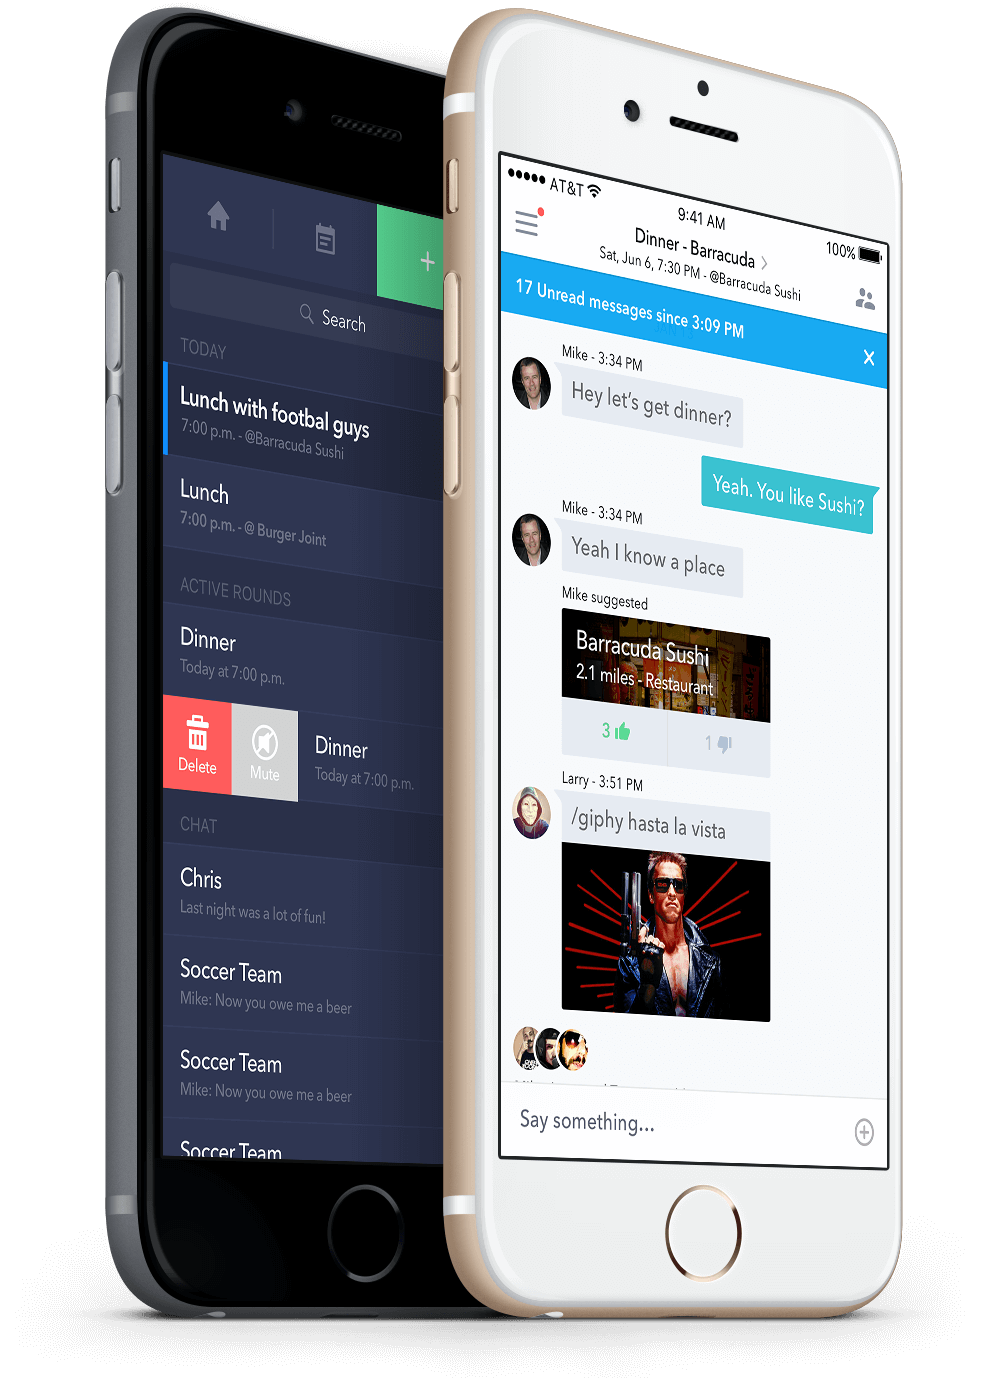 Search
TODAY
Lunch with footbal guys
7:00 p.m. - @Barracuda Sushi
Lunch
7:00 p.m. - @ Burger Joint
ACTIVE ROUNDS
Dinner
Today at 7:00 p.m.
Delete
Mute
Dinner
Today at 7:00 p.m.
CHAT
Chris
Last night was a lot of fun!
Soccer Team
Mike: Now you owe me a beer
Soccer Team
Mike: Now you owe me a beer
Soccer Team
AT&T
9:41 AM
100%
Dinner - Barracuda
Sat, Jun 6, 7:30 PM - @Barracuda Sushi
17 Unread messages since 3:09 PM
Mike - 3:34 PM
Hey let's get dinner?
Yeah. You like Sushi?
Mike - 3:34 PM
Yeah I know a place
Mike suggested
Barracuda Sushi
2.1 miles - Restaurant
3
1
Larry - 3:51 PM
/giphy hasta la vista
Say something...